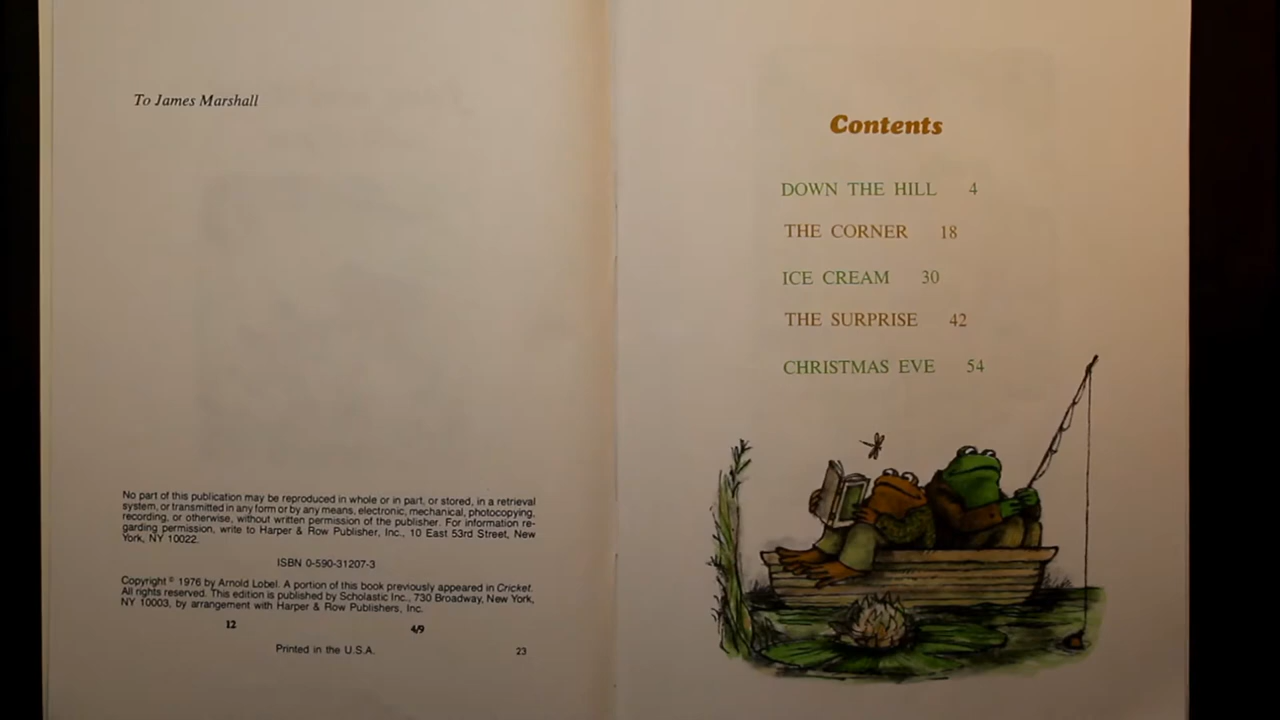 To James Marshall
No part of this publication may be reproduced in whole or in part, or stored, in a retrieval
system, or transmitted in any form or by any means, electronic, mechanical, photocopying,
recording, or otherwise, without written permission of the publisher. For information re-
garding permission, write to Harper & Row Publisher, Inc., 10 East 53rd Street, New
York, NY 10022.
ISBN 0-590-31207-3
Copyright © 1976 by Arnold Lobel. A portion of this book previously appeared in Cricket.
All rights reserved. This edition is published by Scholastic Inc., 730 Broadway, New York,
NY 10003, by arrangement with Harper & Row Publishers, Inc.
12 4/9
Printed in the U.S.A. 23
Contents
DOWN THE HILL 4
THE CORNER 18
ICE CREAM 30
THE SURPRISE 42
CHRISTMAS EVE 54